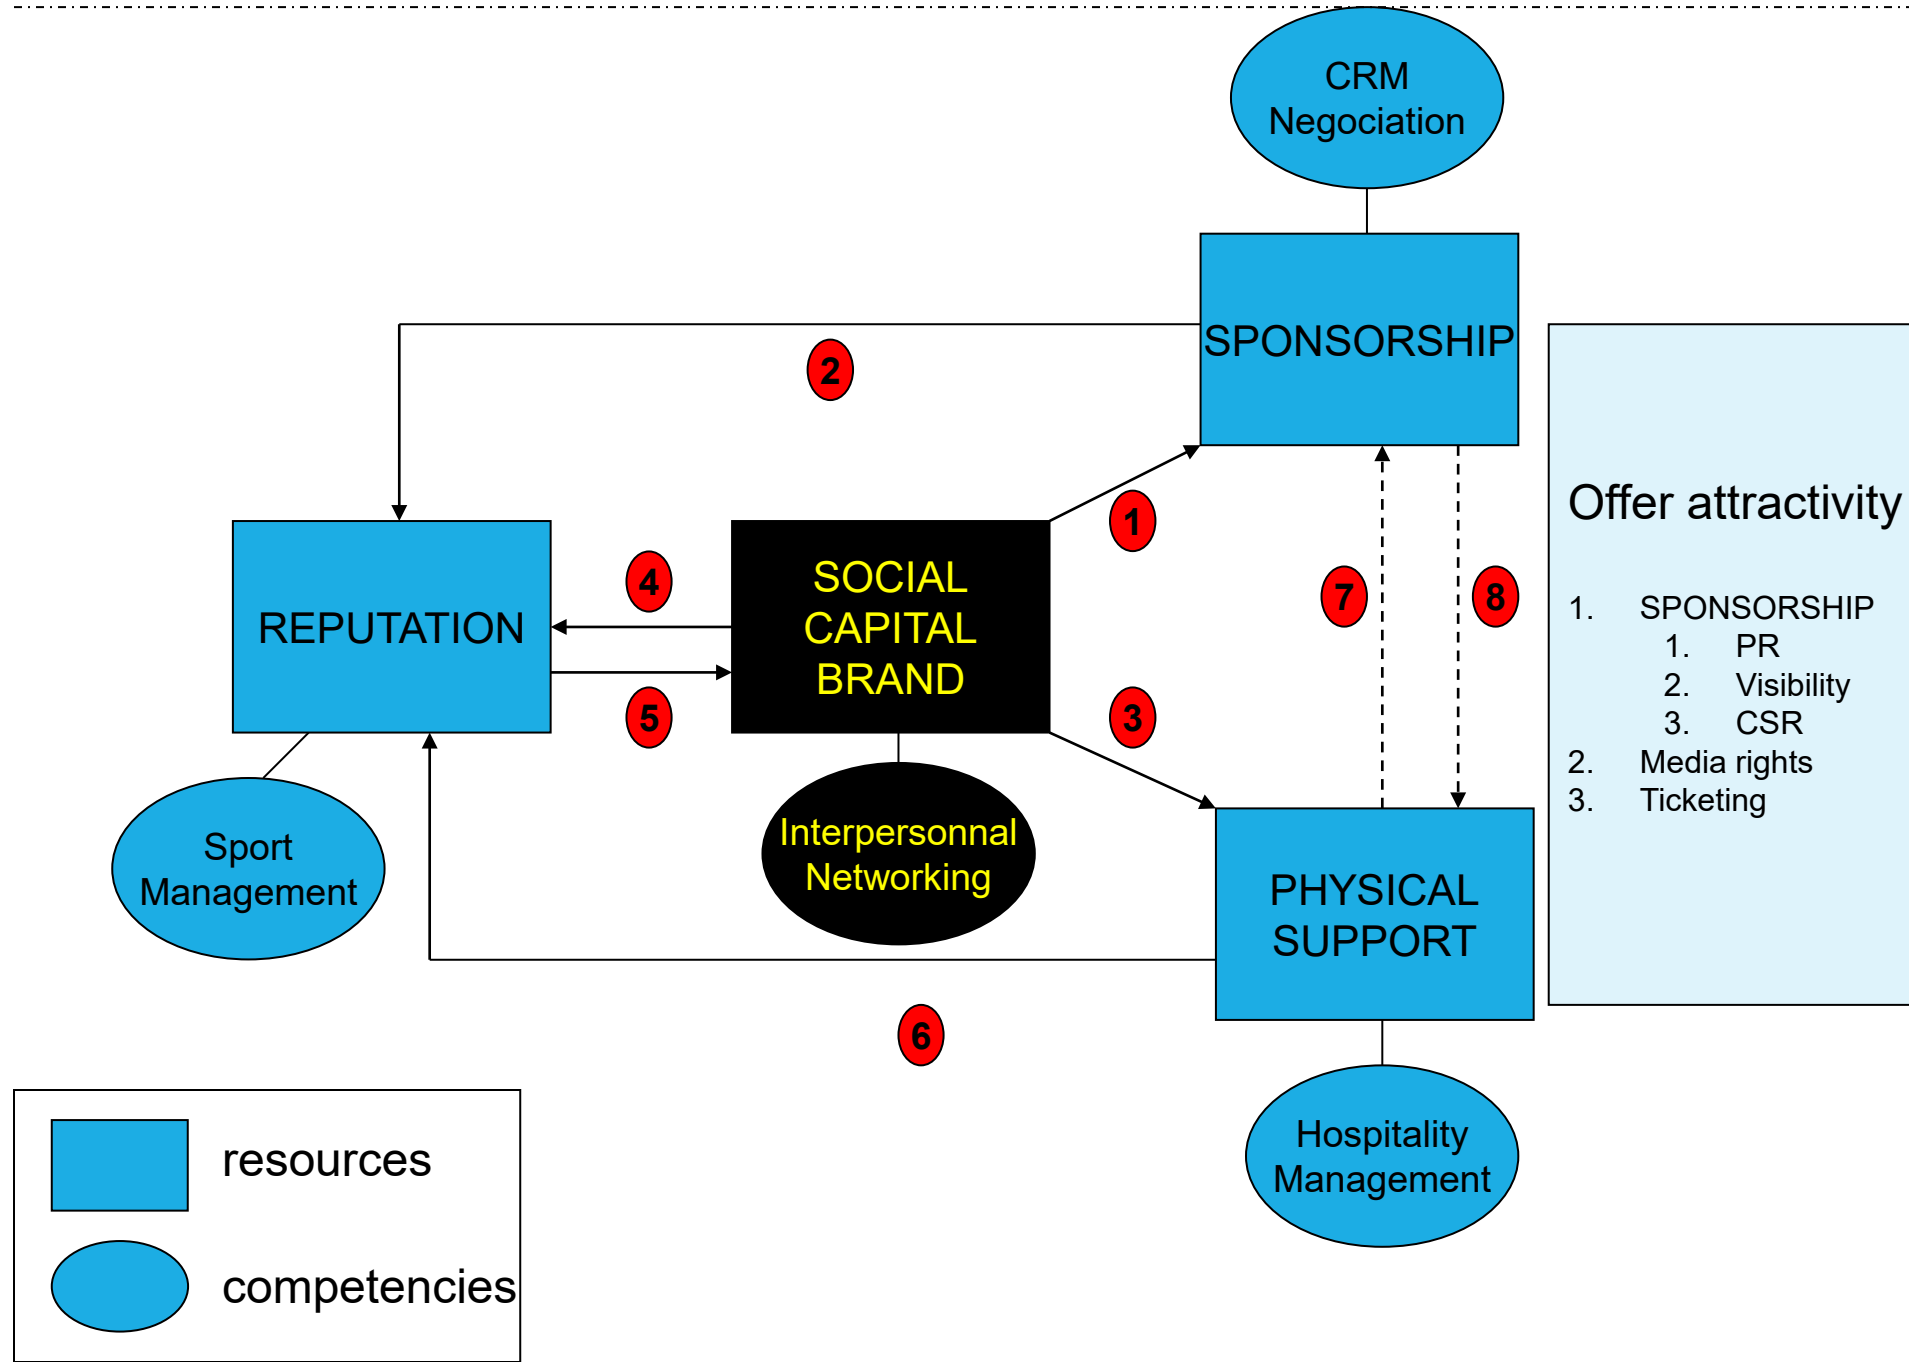 CRM
Negociation
SPONSORSHIP
2
1
4
SOCIAL
CAPITAL
BRAND
REPUTATION
5
3
7
8
Offer attractivity
1. SPONSORSHIP
1. PR
2. Visibility
3. CSR
2. Media rights
3. Ticketing
Sport
Management
Interpersonnal
Networking
PHYSICAL
SUPPORT
6
Hospitality
Management
resources
competencies